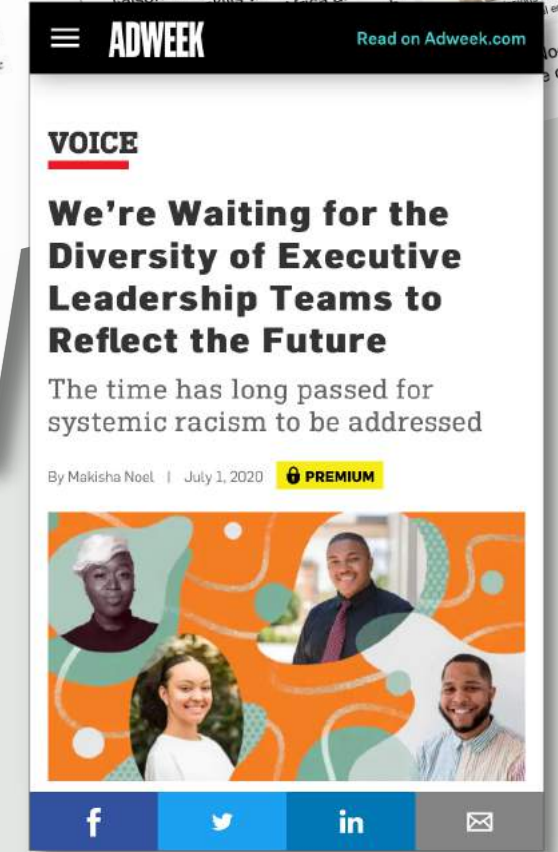 ADWEEK
Read on Adweek.com
VOICE
We're Waiting for the
Diversity of Executive
Leadership Teams to
Reflect the Future
The time has long passed for
systemic racism to be addressed
By Makisha Noel | July 1, 2020 PREMIUM
f
in